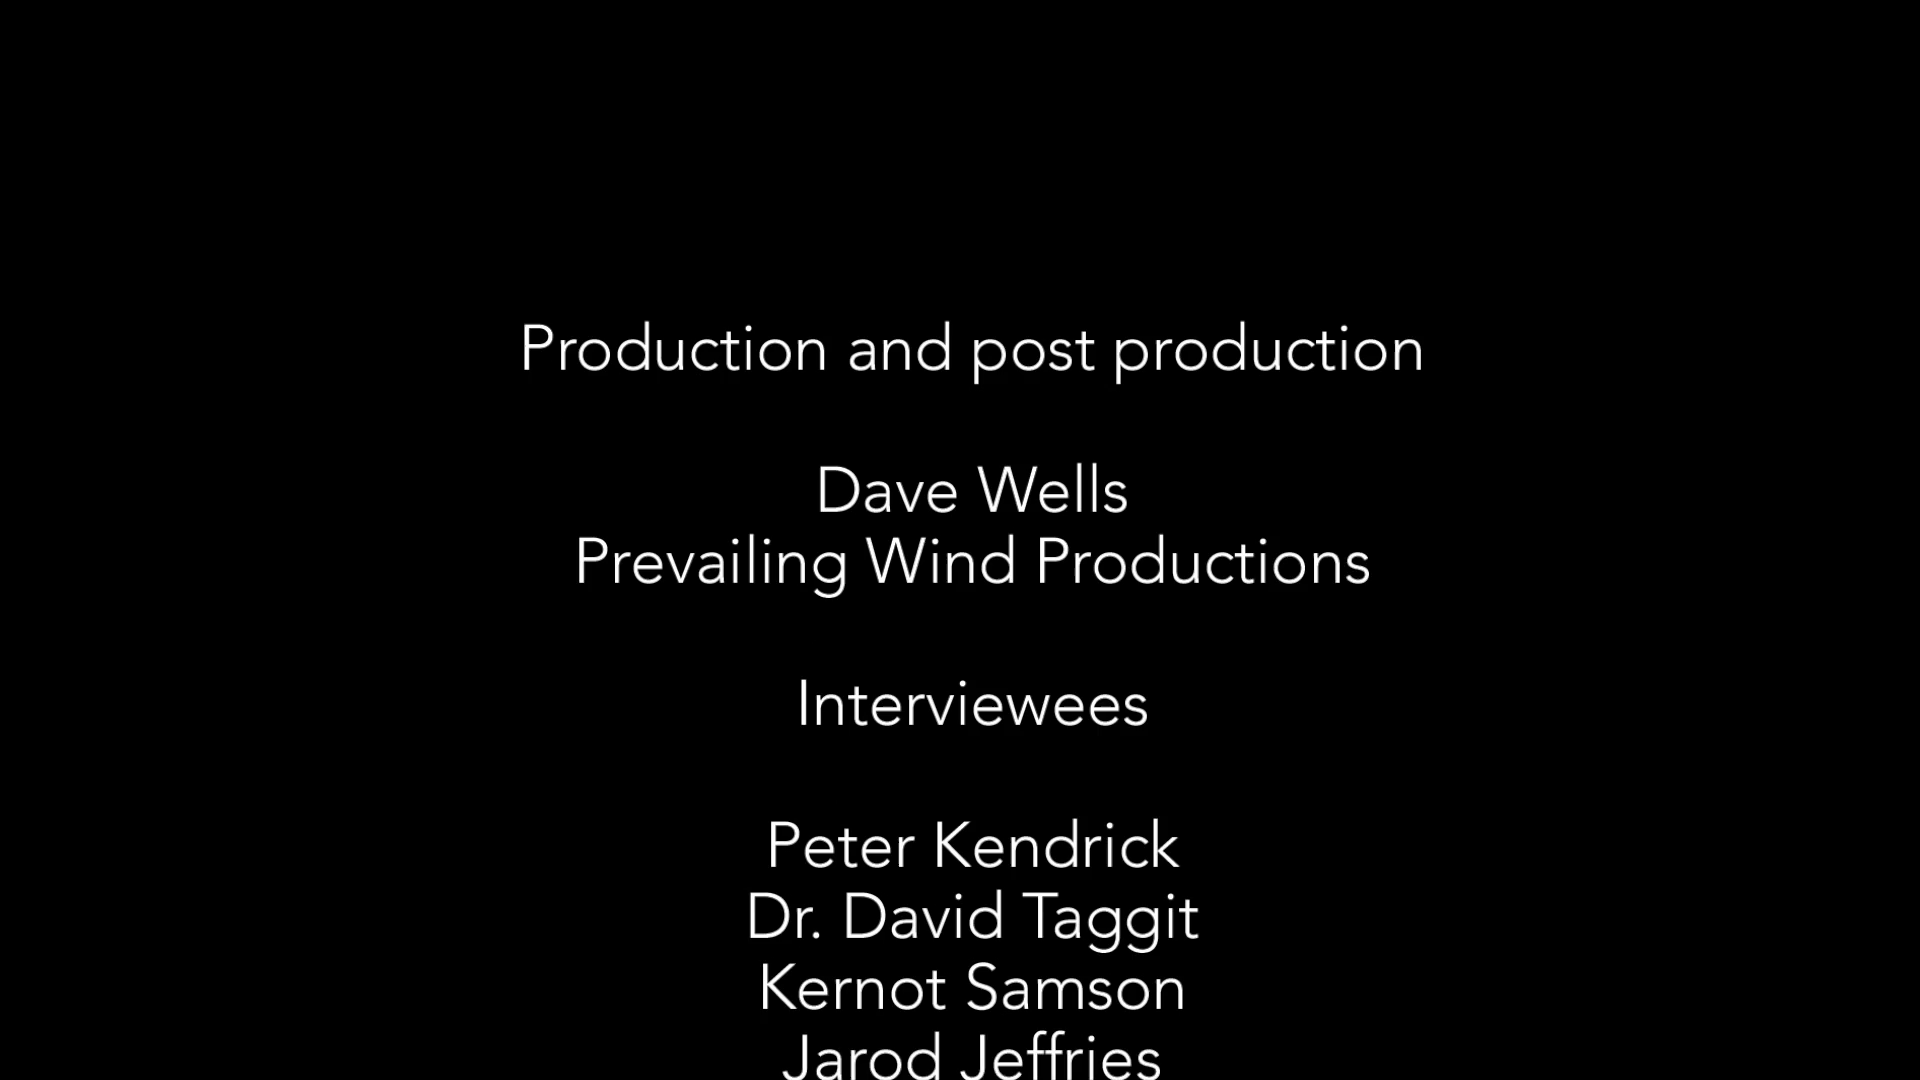 Production and post production
Dave Wells
Prevailing Wind Productions
Interviewees
Peter Kendrick
Dr. David Taggit
Kernot Samson
Jarod Jeffries